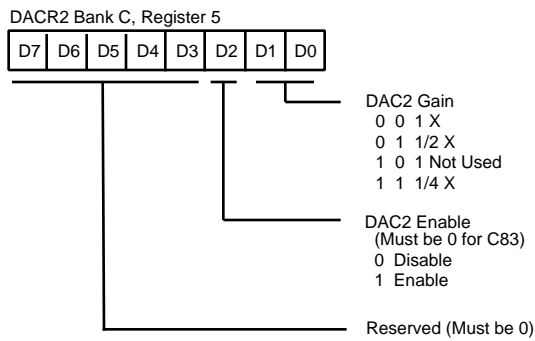 DACR2 Bank C, Register 5
D7 D6 D5 D4 D3 D2 D1 D0
DAC2 Gain
0 0 1 X
0 1 1/2 X
1 0 1 Not Used
1 1 1/4 X
DAC2 Enable
(Must be 0 for C83)
0 Disable
1 Enable
Reserved (Must be 0)